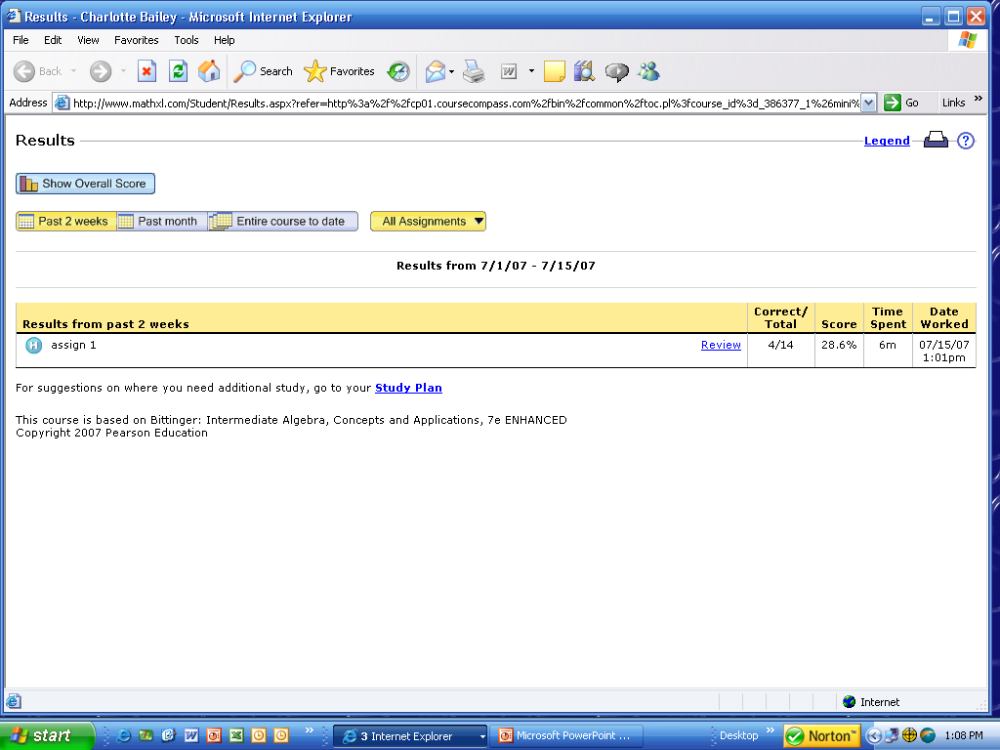 Results - Charlotte Bailey - Microsoft Internet Explorer
File Edit View Favorites Tools Help
Back Search Favorites W
Address http://www.mathxl.com/Student/Results.aspx?refer=http%3a%2f%2fcp01.coursecompass.com%2fbin%2fcommon%2ftoc.pl%3fcourse_id%3d_386377_1%26mini% Go Links »
Results Legend ?
Show Overall Score
Past 2 weeks Past month Entire course to date All Assignments
Results from 7/1/07 - 7/15/07
Results from past 2 weeks Correct/ Total Score Time Spent Date Worked
H assign 1 Review 4/14 28.6% 6m 07/15/07 1:01pm
For suggestions on where you need additional study, go to your Study Plan
This course is based on Bittinger: Intermediate Algebra, Concepts and Applications, 7e ENHANCED
Copyright 2007 Pearson Education
Internet
start » 3 Internet Explorer Microsoft PowerPoint ... Desktop » Norton™ 1:08 PM